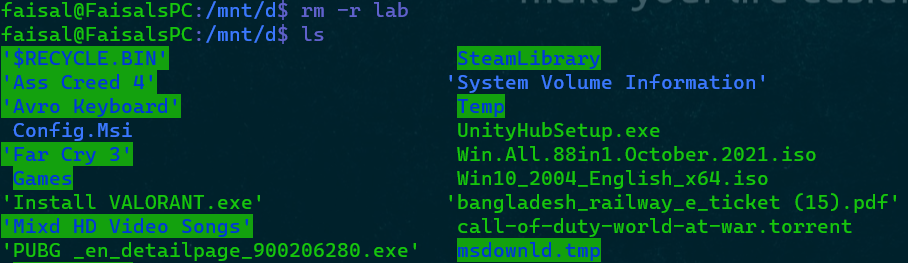 make your life easier
faisal@FaisalsPC:/mnt/d$ rm -r lab
faisal@FaisalsPC:/mnt/d$ ls
'$RECYCLE.BIN' SteamLibrary
'Ass Creed 4' 'System Volume Information'
'Avro Keyboard' Temp
Config.Msi UnityHubSetup.exe
'Far Cry 3' Win.All.88in1.October.2021.iso
Games Win10_2004_English_x64.iso
'Install VALORANT.exe' 'bangladesh_railway_e_ticket (15).pdf'
'Mixd HD Video Songs' call-of-duty-world-at-war.torrent
'PUBG _en_detailpage_900206280.exe' msdownld.tmp